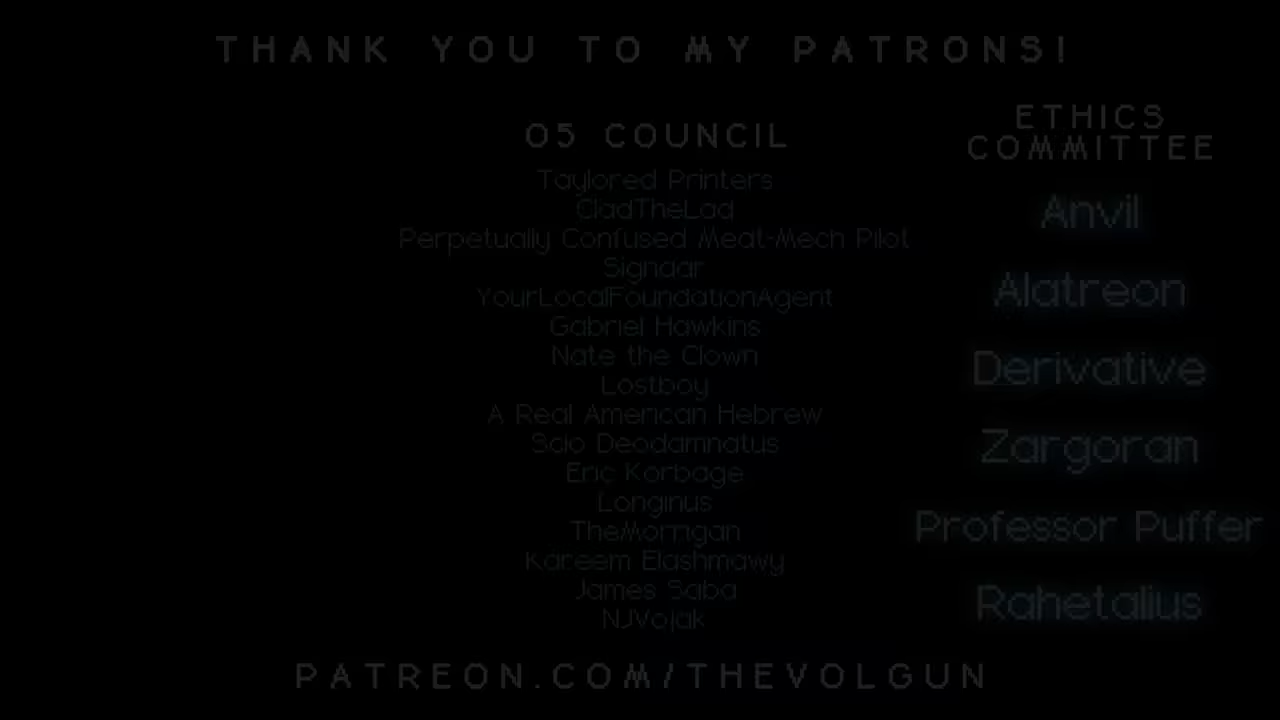 THANK YOU TO MY PATRONS!
O5 COUNCIL
Taylored Printers
CladTheLad
Perpetually Confused Meat-Mech Pilot
Signaar
YourLocalFoundationAgent
Gabriel Hawkins
Nate the Clown
Lostboy
A Real American Hebrew
Scio Deodamnatus
Eric Korbage
Longinus
TheMorrigan
Kareem Elashmawy
James Saba
NJVojak
ETHICS
COMMITTEE
Anvil
Alatreon
Derivative
Zargoran
Professor Puffer
Rahetalius
PATREON.COM/THEVOLGUN